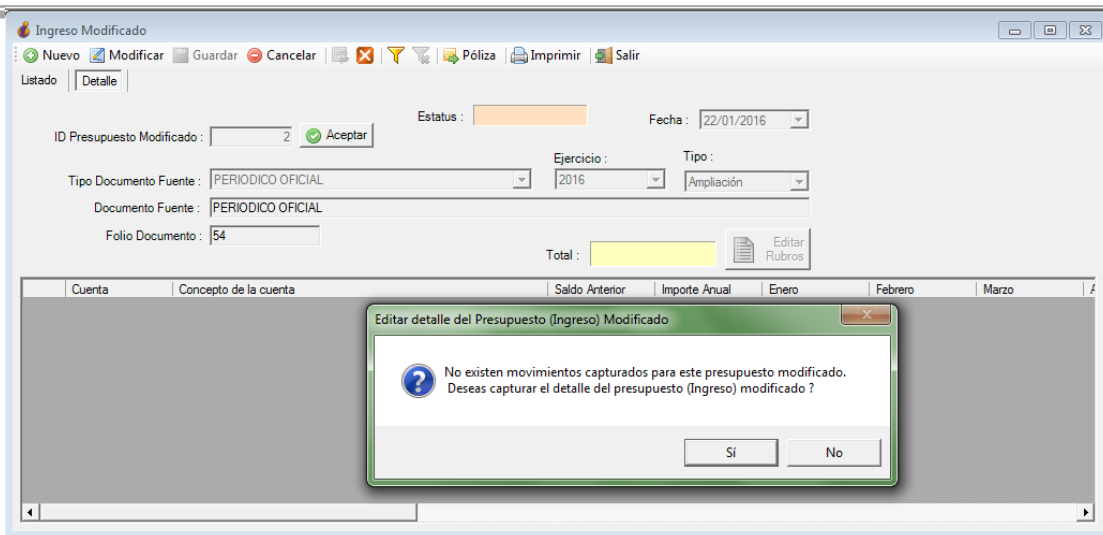 Ingreso Modificado
Nuevo Modificar Guardar Cancelar Póliza Imprimir Salir
Listado Detalle
Estatus : Fecha : 22/01/2016
ID Presupuesto Modificado : 2 Aceptar
Ejercicio : Tipo :
Tipo Documento Fuente : PERIODICO OFICIAL 2016 Ampliación
Documento Fuente : PERIODICO OFICIAL
Folio Documento : 54
Total : Editar Rubros
Cuenta Concepto de la cuenta Saldo Anterior Importe Anual Enero Febrero Marzo
Editar detalle del Presupuesto (Ingreso) Modificado
No existen movimientos capturados para este presupuesto modificado.
Deseas capturar el detalle del presupuesto (Ingreso) modificado ?
Sí No